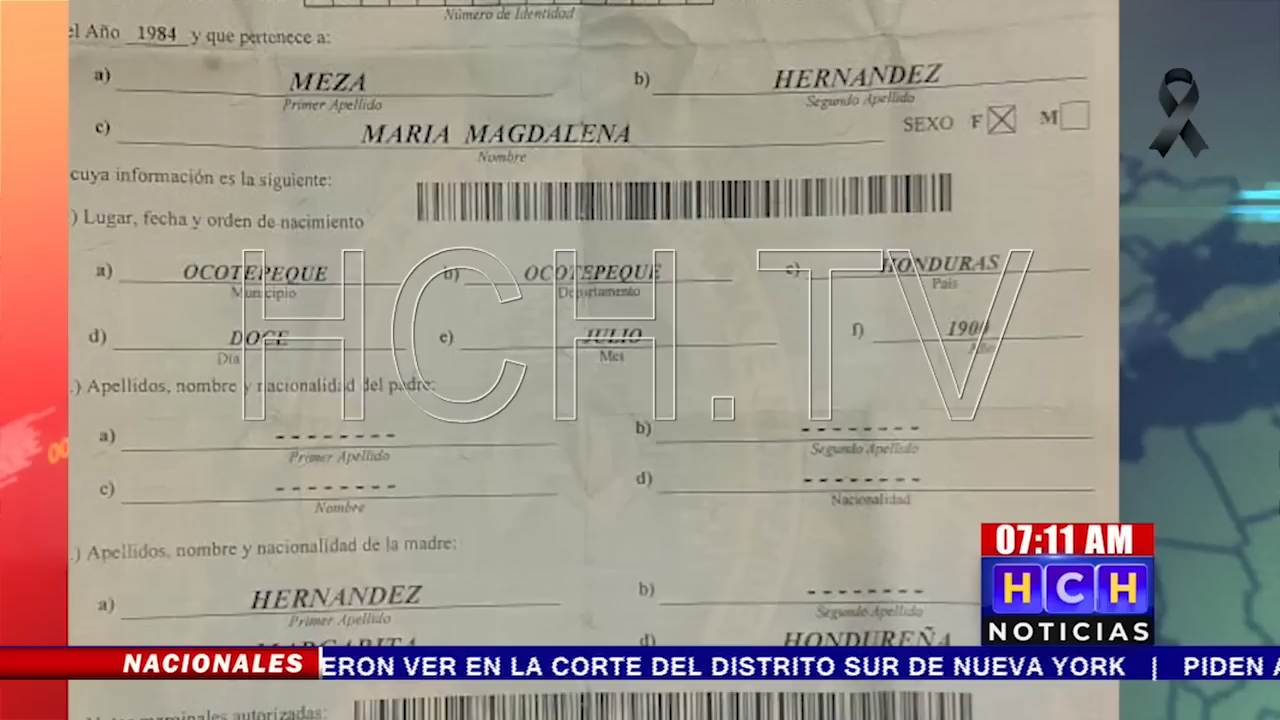 Número de Identidad
el Año 1984 y que pertenece a:
a) MEZA b) HERNANDEZ
Primer Apellido Segundo Apellido
c) MARIA MAGDALENA SEXO F M
Nombre
cuya información es la siguiente:
) Lugar, fecha y orden de nacimiento
a) OCOTEPEQUE b) OCOTEPEQUE c) HONDURAS
Municipio Departamento País
d) DOCE e) JULIO f) 1900
Día Mes Año
.) Apellidos, nombre y nacionalidad del padre:
a) -------- b) --------
Primer Apellido Segundo Apellido
c) -------- d) --------
Nombre Nacionalidad
.) Apellidos, nombre y nacionalidad de la madre:
a) HERNANDEZ b) --------
Primer Apellido Segundo Apellido
MARGARITA d) HONDUREÑA
marginales autorizadas:
HCH.TV
07:11 AM
HCH
NOTICIAS
NACIONALES
ERON VER EN LA CORTE DEL DISTRITO SUR DE NUEVA YORK | PIDEN A